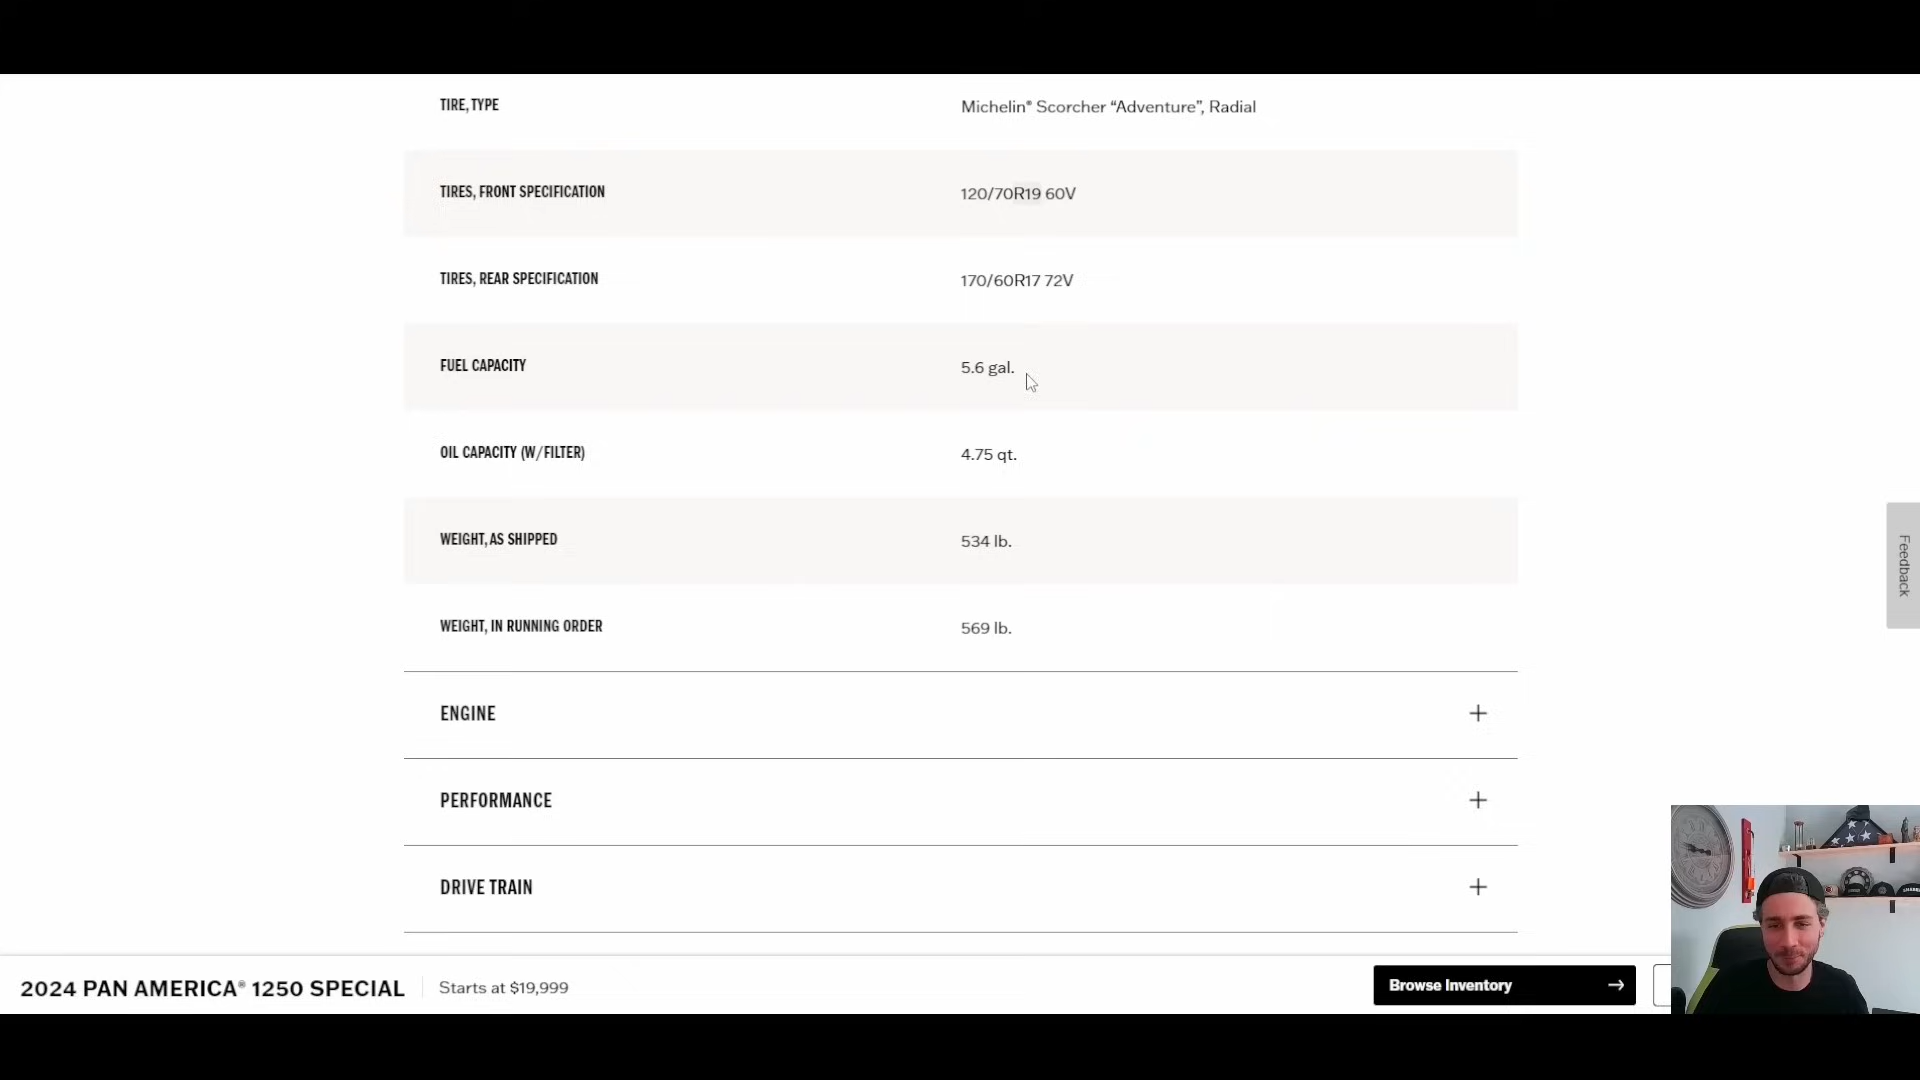 TIRE, TYPE
Michelin® Scorcher “Adventure”, Radial
TIRES, FRONT SPECIFICATION
120/70R19 60V
TIRES, REAR SPECIFICATION
170/60R17 72V
FUEL CAPACITY
5.6 gal.
OIL CAPACITY (W/FILTER)
4.75 qt.
WEIGHT, AS SHIPPED
534 lb.
WEIGHT, IN RUNNING ORDER
569 lb.
Feedback
ENGINE
PERFORMANCE
DRIVE TRAIN
2024 PAN AMERICA® 1250 SPECIAL
Starts at $19,999
Browse Inventory